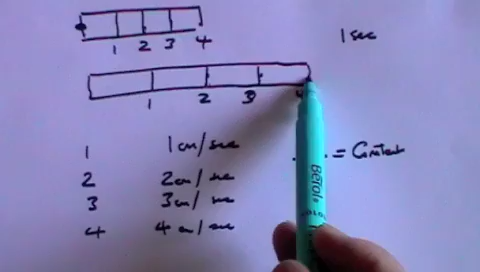 1 2 3 4
1 sec
1 2 3 4
1 1 cm/sec
2 2 cm/sec = Constant
3 3 cm/sec
4 4 cm/sec
BEROL